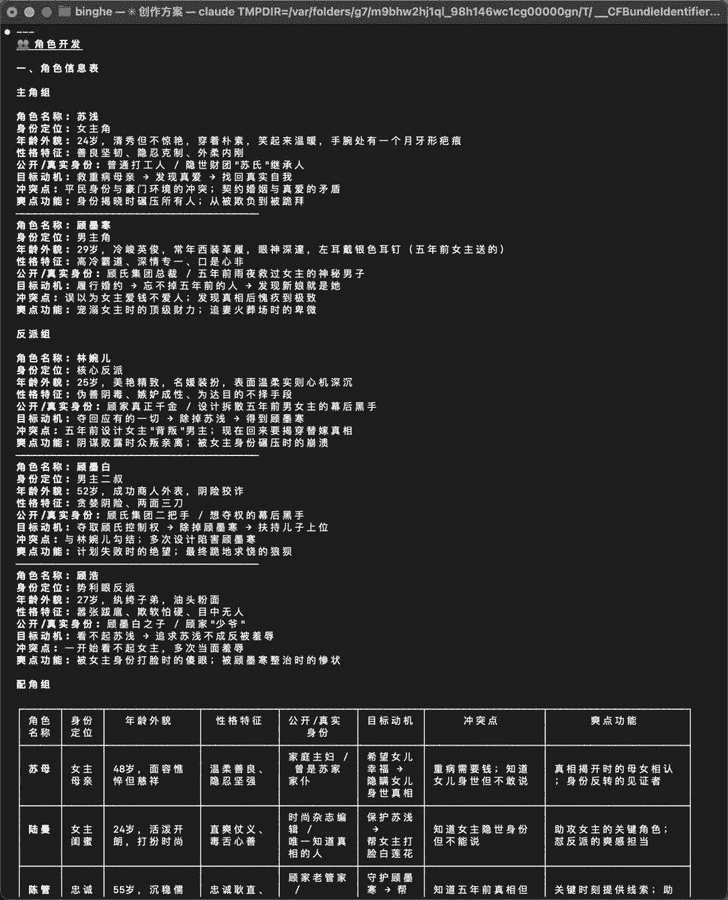 binghe — ✳ 创作方案 — claude TMPDIR=/var/folders/g7/m9bhw2hj1ql_98h146wc1cg00000gn/T/ __CFBundleIdentifier...
---
👥 角色开发
一、角色信息表
主角组
角色名称: 苏浅
身份定位: 女主角
年龄外貌: 24岁, 清秀但不惊艳, 穿着朴素, 笑起来温暖, 手腕处有一个月牙形疤痕
性格特征: 善良坚韧、隐忍克制、外柔内刚
公开/真实身份: 普通打工人 / 隐世财团"苏氏"继承人
目标动机: 救重病母亲 → 发现真爱 → 找回真实自我
冲突点: 平民身份与豪门环境的冲突; 契约婚姻与真爱的矛盾
爽点功能: 身份揭晓时碾压所有人; 从被欺负到被跪拜
角色名称: 顾墨寒
身份定位: 男主角
年龄外貌: 29岁, 冷峻英俊, 常年西装革履, 眼神深邃, 左耳戴银色耳钉 (五年前女主送的)
性格特征: 高冷霸道、深情专一、口是心非
公开/真实身份: 顾氏集团总裁 / 五年前雨夜救过女主的神秘男子
目标动机: 履行婚约 → 忘不掉五年前的人 → 发现新娘就是她
冲突点: 误以为女主爱钱不爱人; 发现真相后愧疚到极致
爽点功能: 宠溺女主时的顶级财力; 追妻火葬场时的卑微
反派组
角色名称: 林婉儿
身份定位: 核心反派
年龄外貌: 25岁, 美艳精致, 名媛装扮, 表面温柔实则心机深沉
性格特征: 伪善阴毒、嫉妒成性、为达目的不择手段
公开/真实身份: 顾家真正千金 / 设计拆散五年前男女主的幕后黑手
目标动机: 夺回应有的一切 → 除掉苏浅 → 得到顾墨寒
冲突点: 五年前设计女主"背叛"男主; 现在回来要揭穿替嫁真相
爽点功能: 阴谋败露时众叛亲离; 被女主身份碾压时的崩溃
角色名称: 顾墨白
身份定位: 男主二叔
年龄外貌: 52岁, 成功商人外表, 阴险狡诈
性格特征: 贪婪阴险、两面三刀
公开/真实身份: 顾氏集团二把手 / 想夺权的幕后黑手
目标动机: 夺取顾氏控制权 → 除掉顾墨寒 → 扶持儿子上位
冲突点: 与林婉儿勾结; 多次设计陷害顾墨寒
爽点功能: 计划失败时的绝望; 最终跪地求饶的狼狈
角色名称: 顾浩
身份定位: 势利眼反派
年龄外貌: 27岁, 纨绔子弟, 油头粉面
性格特征: 嚣张跋扈、欺软怕硬、目中无人
公开/真实身份: 顾墨白之子 / 顾家"少爷"
目标动机: 看不起苏浅 → 追求苏浅不成反被羞辱
冲突点: 一开始看不起女主, 多次当面羞辱
爽点功能: 被女主身份打脸时的傻眼; 被顾墨寒整治时的惨状
配角组
角色名称 身份定位 年龄外貌 性格特征 公开/真实身份 目标动机 冲突点 爽点功能
苏母 女主母亲 48岁, 面容憔悴但慈祥 温柔善良、隐忍坚强 家庭主妇 / 曾是苏家家仆 希望女儿幸福 → 隐瞒女儿身世真相 重病需要钱; 知道女儿身世但不敢说 真相揭开时的母女相认; 身份反转的见证者
陆曼 女主闺蜜 24岁, 活泼开朗, 打扮时尚 直爽仗义、毒舌心善 时尚杂志编辑 / 唯一知道真相的人 保护苏浅 → 帮女主打脸白莲花 知道女主隐世身份但不能说 助攻女主的关键角色; 怼反派的爽感担当
陈管 忠诚 55岁, 沉稳儒 忠诚耿直、 顾家老管家 / 守护顾墨寒 → 帮 知道五年前真相但 关键时刻提供线索; 助